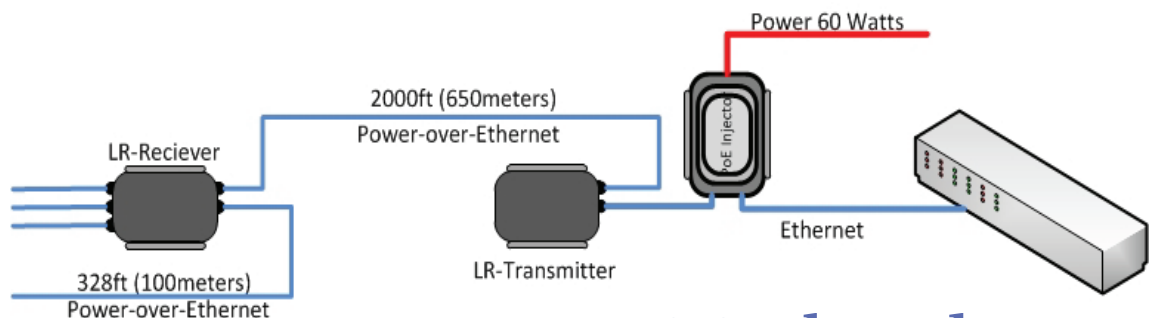 Power 60 Watts
2000ft (650meters)
Power-over-Ethernet
PoE Injector
LR-Reciever
Ethernet
LR-Transmitter
328ft (100meters)
Power-over-Ethernet